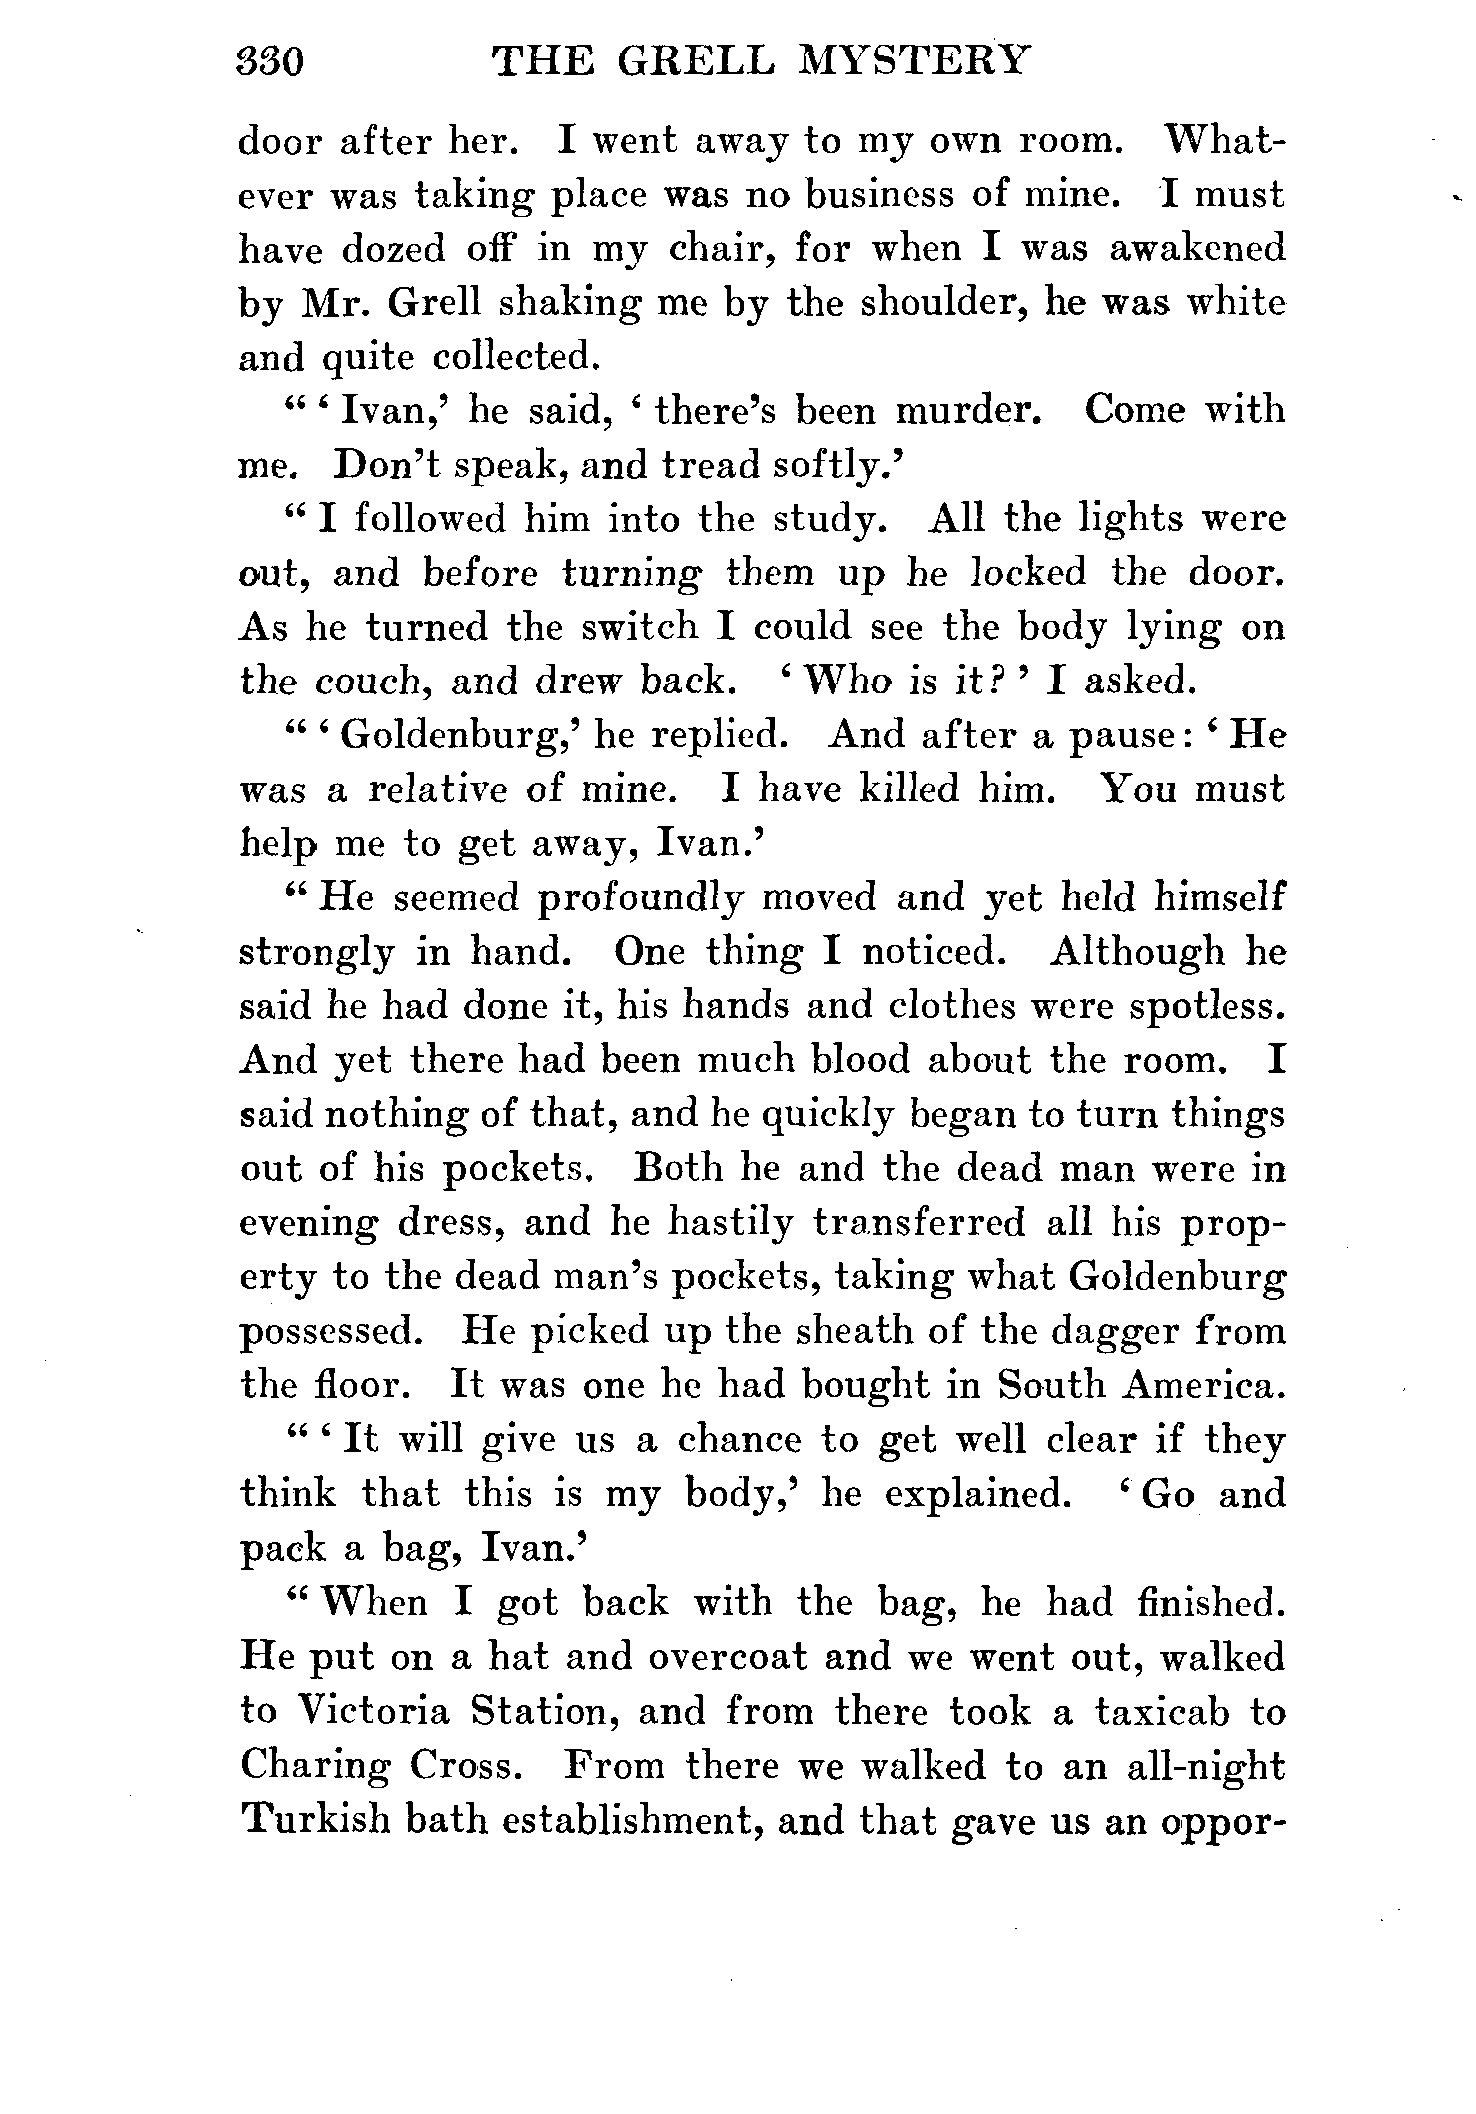 330 THE GRELL MYSTERY
door after her. I went away to my own room. What-
ever was taking place was no business of mine. I must
have dozed off in my chair, for when I was awakened
by Mr. Grell shaking me by the shoulder, he was white
and quite collected.
“ ‘ Ivan,’ he said, ‘ there’s been murder. Come with
me. Don’t speak, and tread softly.’
“ I followed him into the study. All the lights were
out, and before turning them up he locked the door.
As he turned the switch I could see the body lying on
the couch, and drew back. ‘ Who is it? ’ I asked.
“ ‘ Goldenburg,’ he replied. And after a pause: ‘ He
was a relative of mine. I have killed him. You must
help me to get away, Ivan.’
“ He seemed profoundly moved and yet held himself
strongly in hand. One thing I noticed. Although he
said he had done it, his hands and clothes were spotless.
And yet there had been much blood about the room. I
said nothing of that, and he quickly began to turn things
out of his pockets. Both he and the dead man were in
evening dress, and he hastily transferred all his prop-
erty to the dead man’s pockets, taking what Goldenburg
possessed. He picked up the sheath of the dagger from
the floor. It was one he had bought in South America.
“ ‘ It will give us a chance to get well clear if they
think that this is my body,’ he explained. ‘ Go and
pack a bag, Ivan.’
“ When I got back with the bag, he had finished.
He put on a hat and overcoat and we went out, walked
to Victoria Station, and from there took a taxicab to
Charing Cross. From there we walked to an all-night
Turkish bath establishment, and that gave us an oppor-